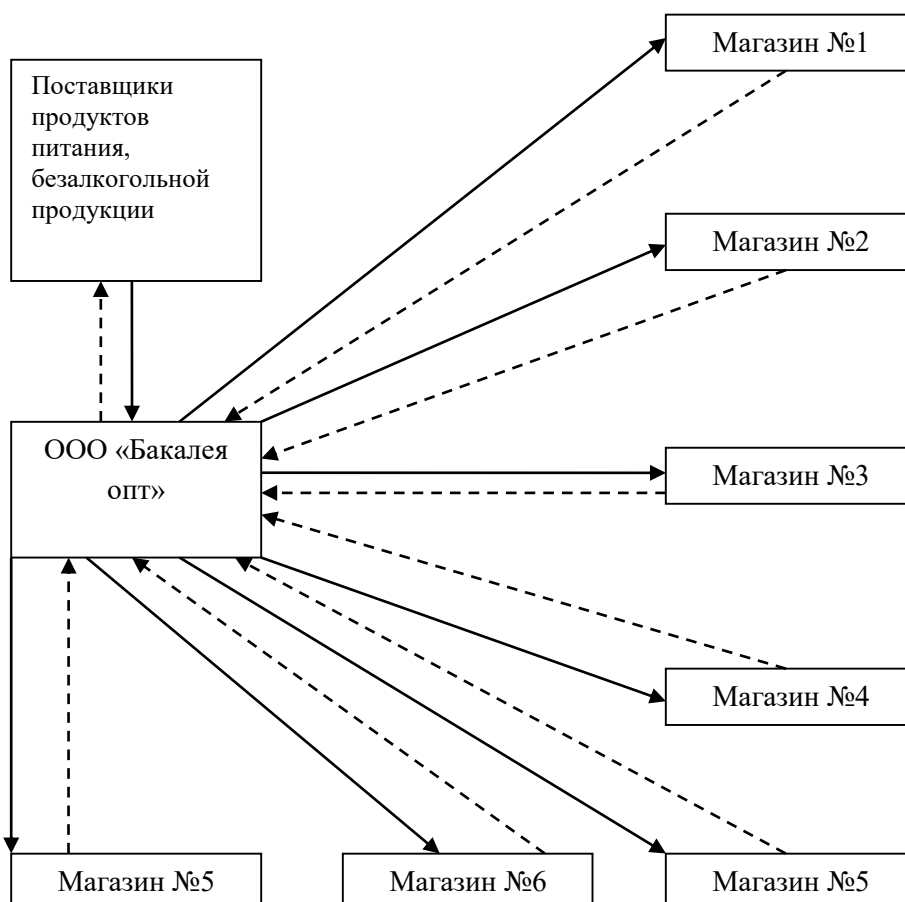 Магазин №1
Поставщики
продуктов
питания,
безалкогольной
продукции
Магазин №2
ООО «Бакалея
опт»
Магазин №3
Магазин №4
Магазин №5
Магазин №6
Магазин №5